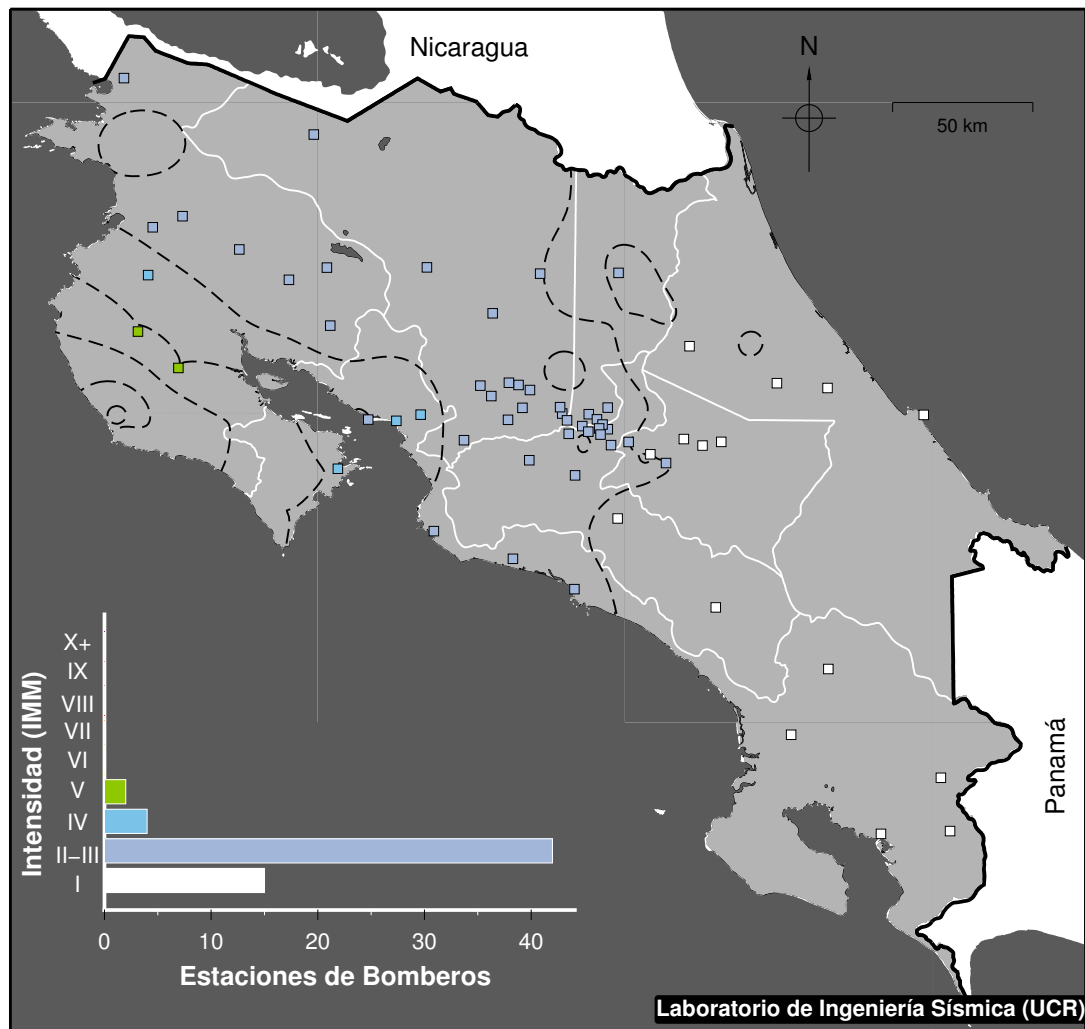 Nicaragua
N
50 km
Panamá
Intensidad (IMM)
X+
IX
VIII
VII
VI
V
IV
II–III
I
0 10 20 30 40
Estaciones de Bomberos
Laboratorio de Ingeniería Sísmica (UCR)